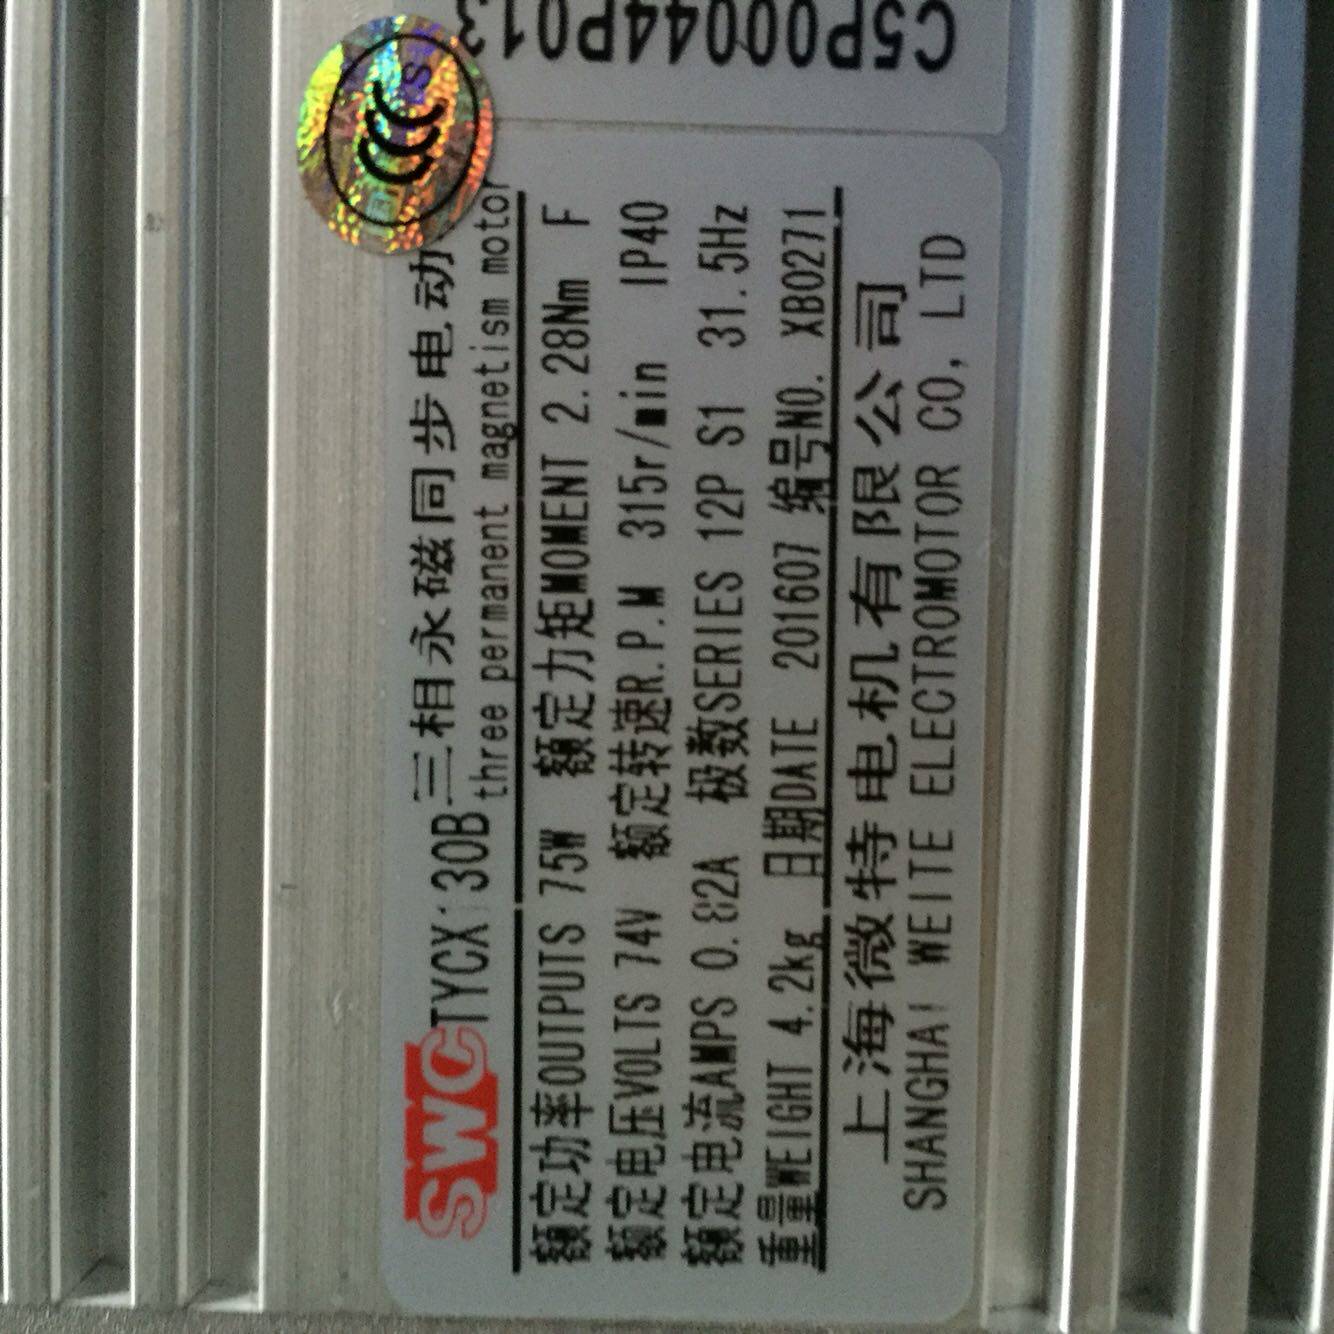 C5P00044P013
SWC TYCX130B三相永磁同步电动
three permanent magnetism motor
额定功率OUTPUTS 75W 额定力矩MOMENT 2.28Nm F
额定电压VOLTS 74V 额定转速R.P.M 315r/min IP40
额定电流AMPS 0.82A 极数SERIES 12P S1 31.5Hz
重量WEIGHT 4.2kg 日期DATE 201607 编号NO. XB0271
上海微特电机有限公司
SHANGHAI WEITE ELECTROMOTOR CO, LTD